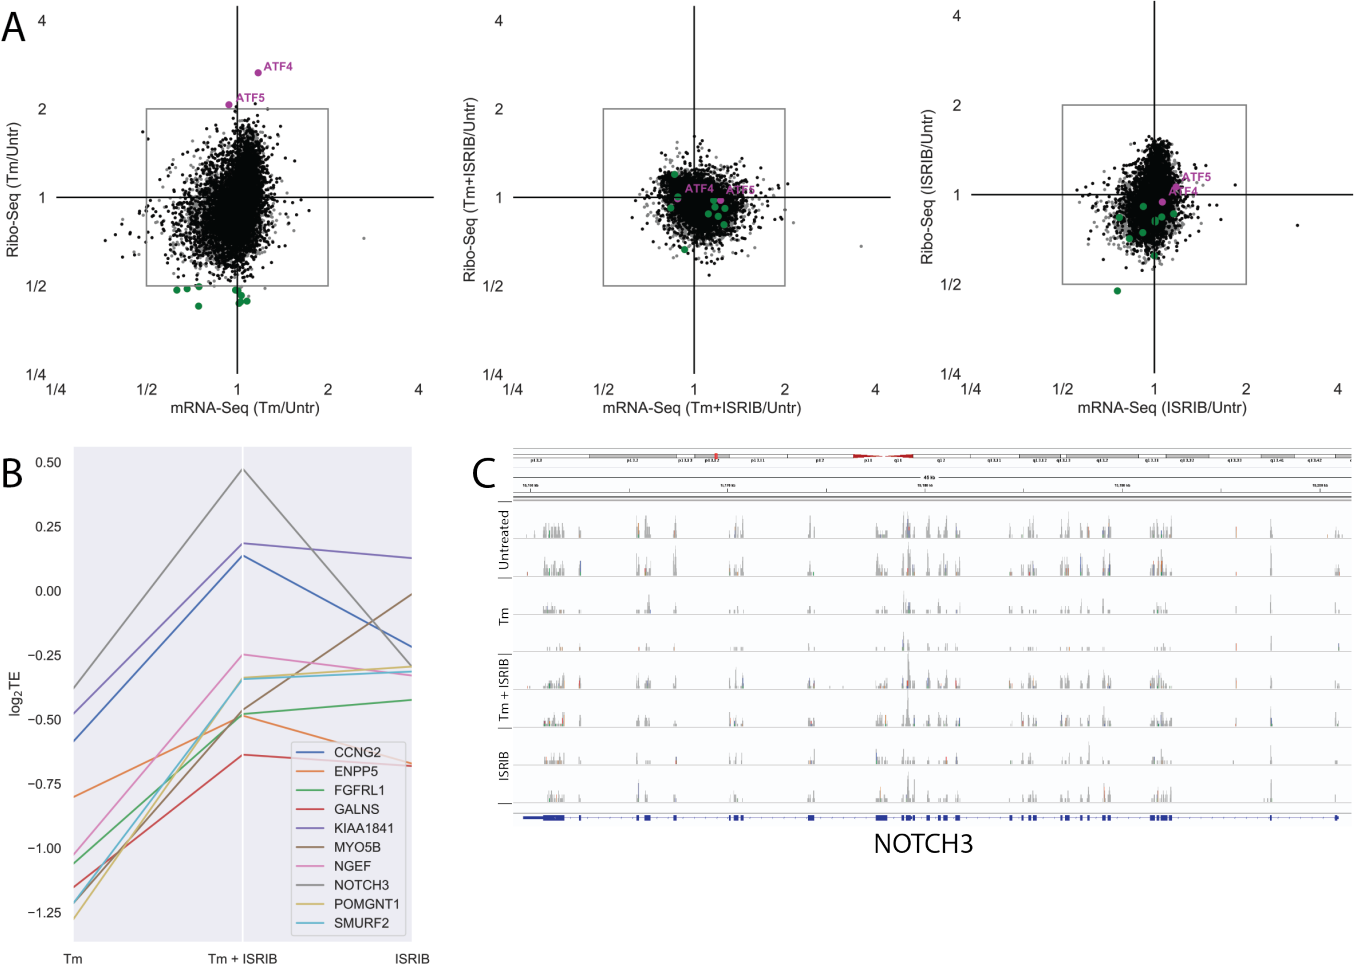 A
4
2
1
1/2
1/4
Ribo-Seq (Tm/Untr)
ATF4
ATF5
1/4
1/2
1
2
4
mRNA-Seq (Tm/Untr)
4
2
1
1/2
1/4
Ribo-Seq (Tm+ISRIB/Untr)
ATF4
ATF5
1/4
1/2
1
2
4
mRNA-Seq (Tm+ISRIB/Untr)
4
2
1
1/2
1/4
Ribo-Seq (ISRIB/Untr)
ATF5
ATF4
1/4
1/2
1
2
4
mRNA-Seq (ISRIB/Untr)
B
0.50
0.25
0.00
−0.25
−0.50
−0.75
−1.00
−1.25
log2TE
CCNG2
ENPP5
FGFRL1
GALNS
KIAA1841
MYO5B
NGEF
NOTCH3
POMGNT1
SMURF2
Tm
Tm + ISRIB
ISRIB
C
Untreated
Tm
Tm + ISRIB
ISRIB
NOTCH3